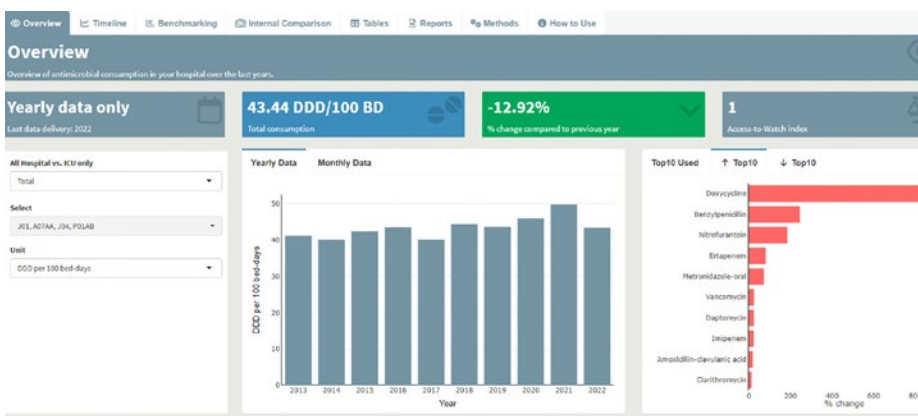 Overview Timeline Benchmarking Internal Comparison Tables Reports Methods How to Use
Overview
Overview of antimicrobial consumption in your hospital over the last years.
Yearly data only
Last data delivery: 2022
43.44 DDD/100 BD
Total consumption
-12.92%
% change compared to previous year
1
Access-to-Watch index
All Hospital vs. ICU only
Total
Select
J01, A07AA, J04, P01AB
Unit
DDD per 100 bed-days
Yearly Data Monthly Data
DDD per 100 bed-days
50
40
30
20
10
0
2013 2014 2015 2016 2017 2018 2019 2020 2021 2022
Year
Top10 Used ↑ Top10 ↓ Top10
Doxycycline
Benzylpenicillin
Nitrofurantoin
Ertapenem
Metronidazole-oral
Vancomycin
Daptomycin
Imipenem
Amoxicillin-clavulanic acid
Clarithromycin
0 200 400 600 80
% change